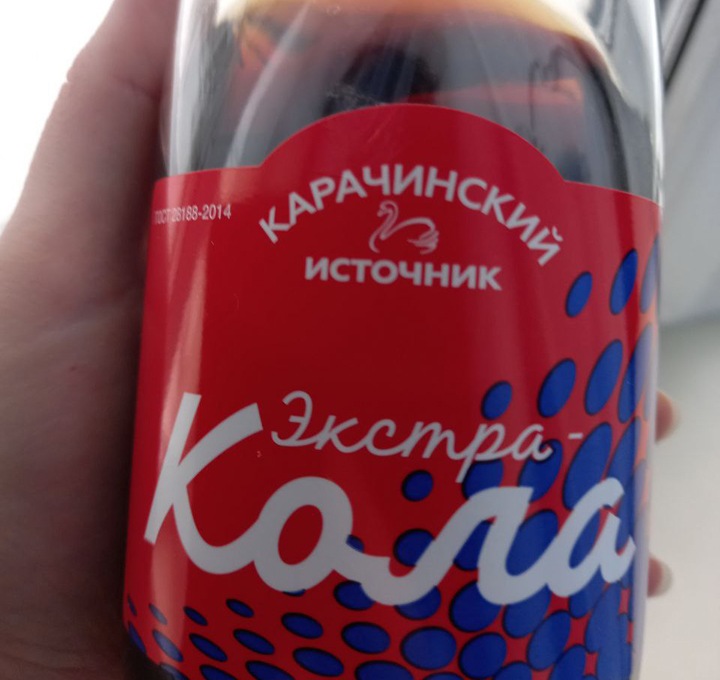 ГОСТ 28188-2014
КАРАЧИНСКИЙ
ИСТОЧНИК
Экстра-
Кола